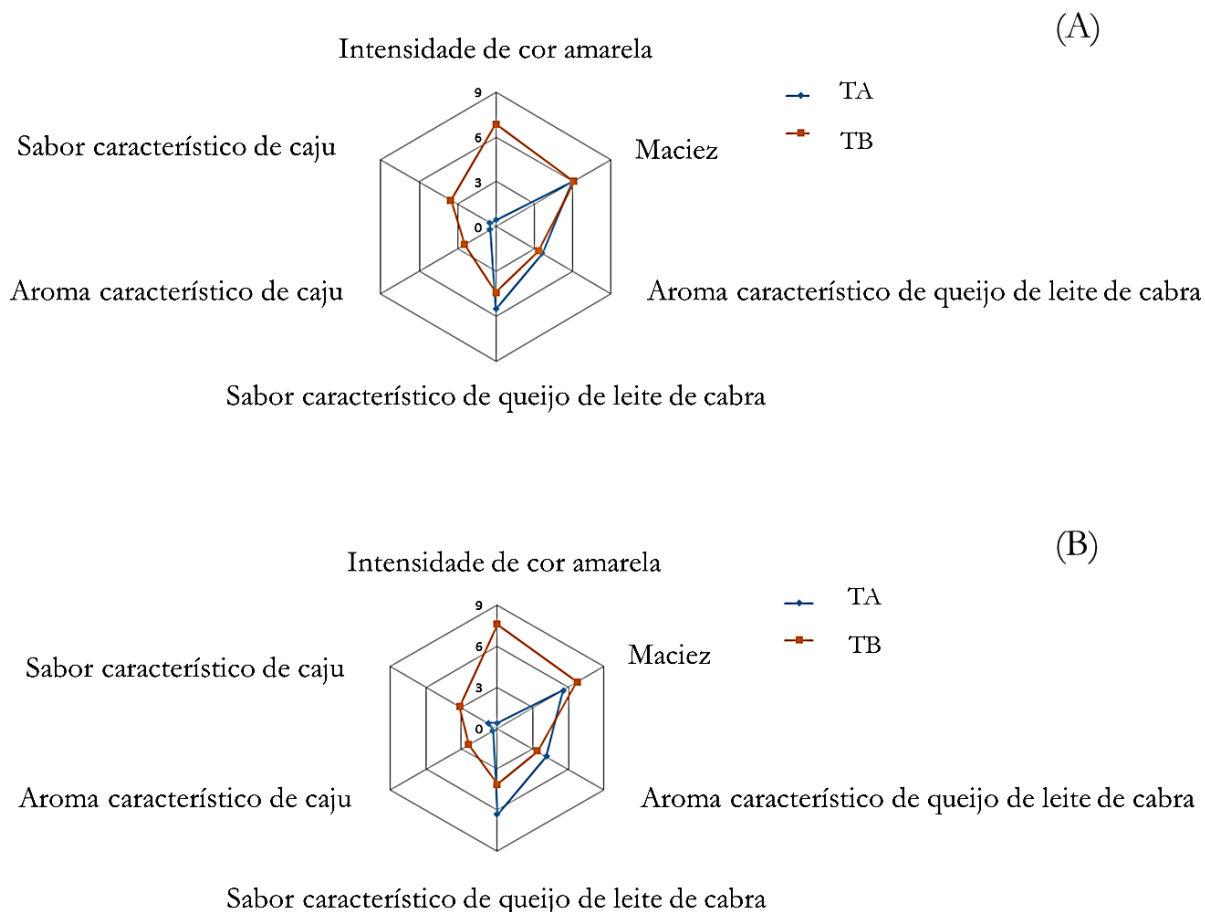 (A)
Intensidade de cor amarela
TA
TB
9
6
3
0
Sabor característico de caju
Maciez
Aroma característico de caju
Aroma característico de queijo de leite de cabra
Sabor característico de queijo de leite de cabra
(B)
Intensidade de cor amarela
TA
TB
9
6
3
0
Sabor característico de caju
Maciez
Aroma característico de caju
Aroma característico de queijo de leite de cabra
Sabor característico de queijo de leite de cabra